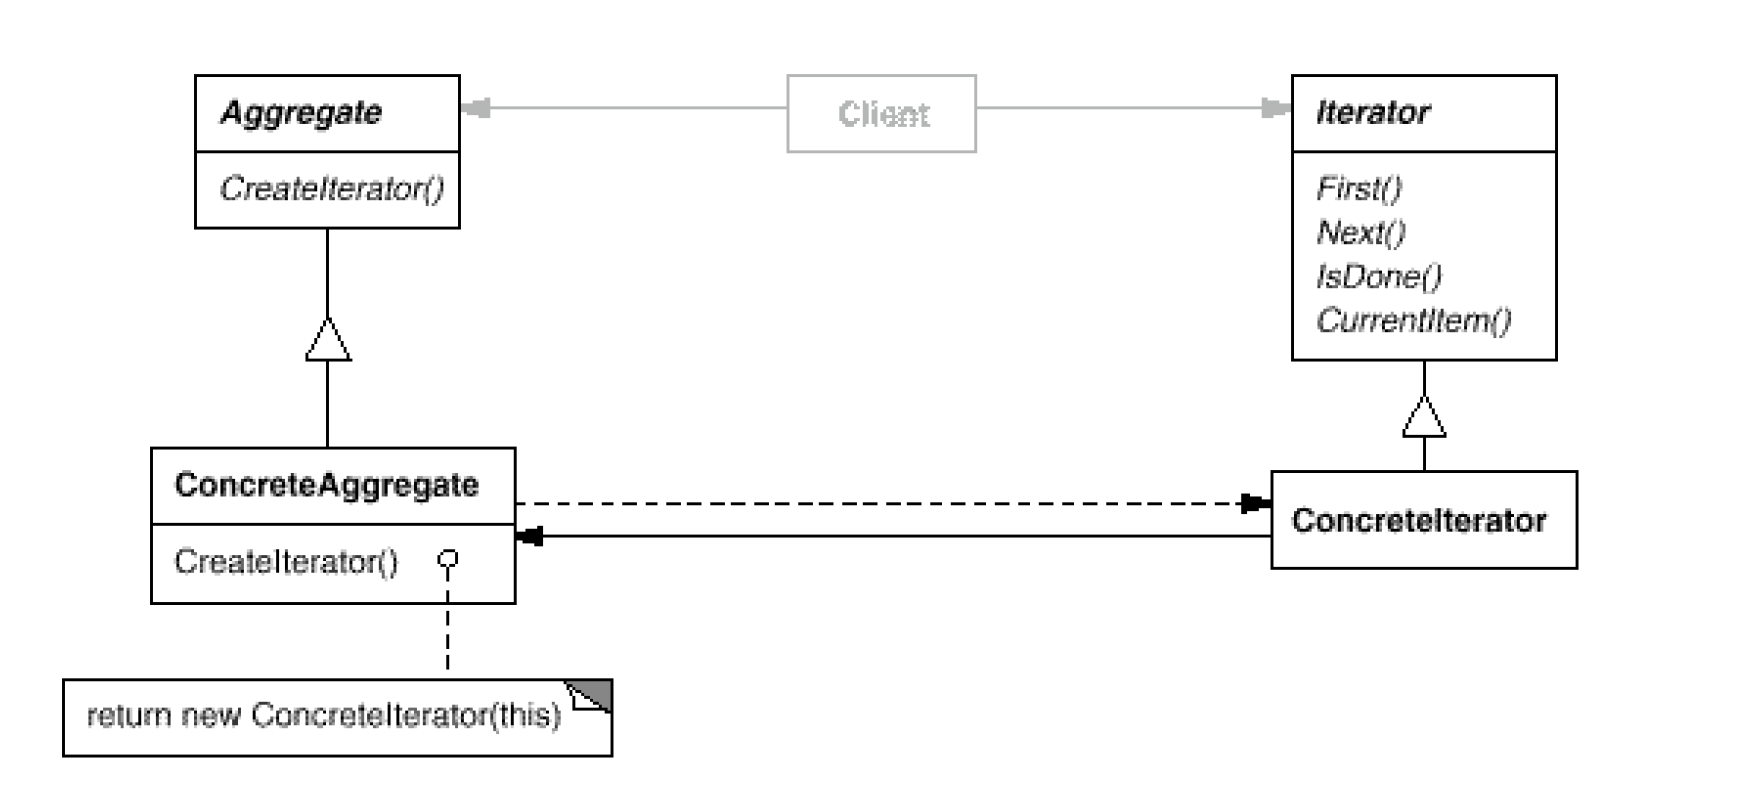 Aggregate
CreateIterator()
Client
Iterator
First()
Next()
IsDone()
CurrentItem()
ConcreteAggregate
CreateIterator()
ConcreteIterator
return new ConcreteIterator(this)